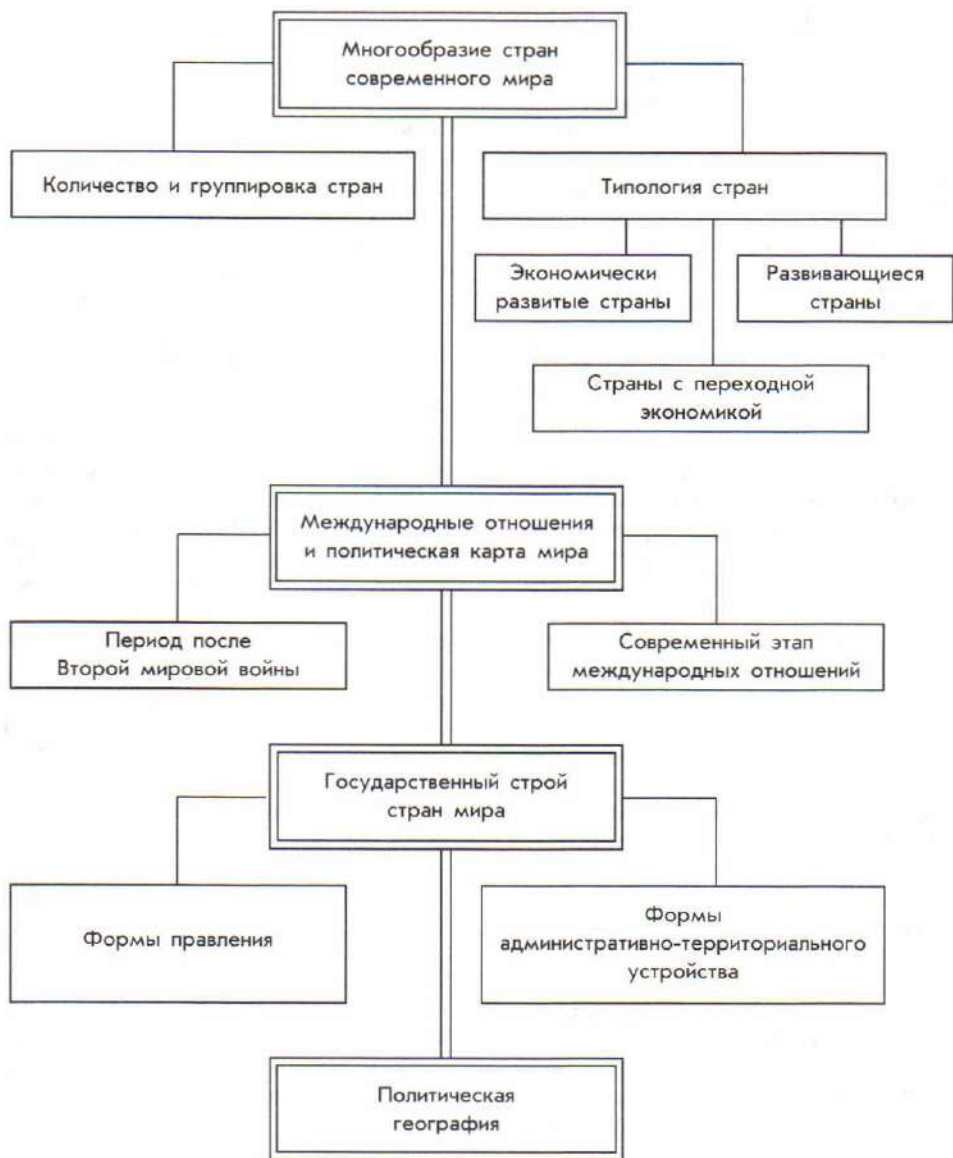 Многообразие стран
современного мира
Количество и группировка стран
Типология стран
Экономически
развитые страны
Развивающиеся
страны
Страны с переходной
экономикой
Международные отношения
и политическая карта мира
Период после
Второй мировой войны
Современный этап
международных отношений
Государственный строй
стран мира
Формы правления
Формы
административно-территориального
устройства
Политическая
география